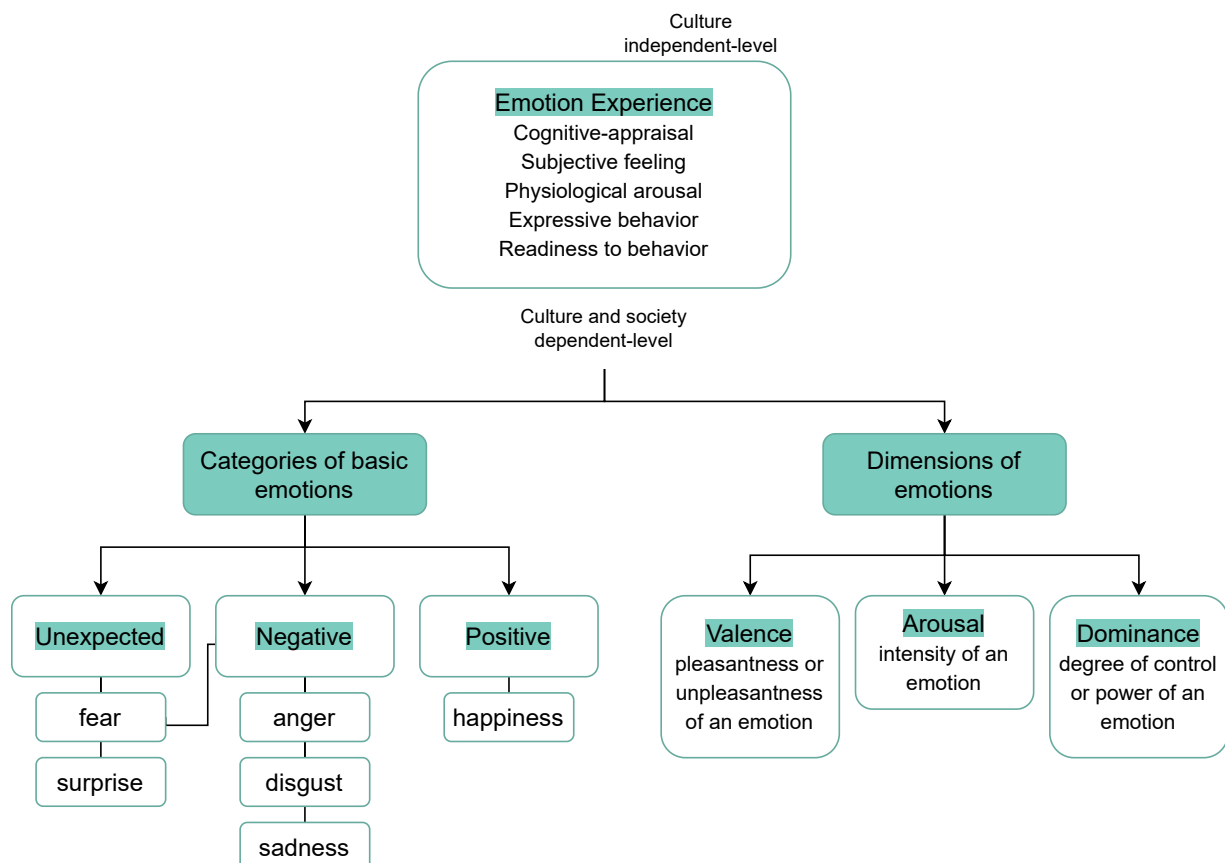 Culture
independent-level
Emotion Experience
Cognitive-appraisal
Subjective feeling
Physiological arousal
Expressive behavior
Readiness to behavior
Culture and society
dependent-level
Categories of basic
emotions
Dimensions of
emotions
Unexpected
Negative
Positive
fear
anger
happiness
surprise
disgust
sadness
Valence
pleasantness or
unpleasantness
of an emotion
Arousal
intensity of an
emotion
Dominance
degree of control
or power of an
emotion